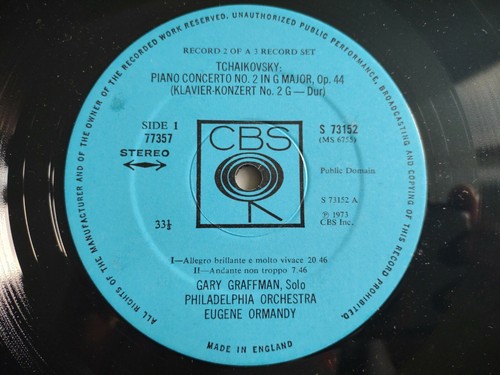 ALL RIGHTS OF THE MANUFACTURER AND OF THE OWNER OF THE RECORDED WORK RESERVED. UNAUTHORIZED PUBLIC PERFORMANCE, BROADCASTING AND COPYING OF THIS RECORD PROHIBITED.
RECORD 2 OF A 3 RECORD SET
TCHAIKOVSKY:
PIANO CONCERTO NO. 2 IN G MAJOR, Op. 44
(KLAVIER-KONZERT No. 2 G — Dur)
SIDE 1
77357
STEREO
33⅓
CBS
S 73152
(MS 6755)
Public Domain
S 73152 A
℗ 1973
CBS Inc.
I—Allegro brillante e molto vivace 20.46
II—Andante non troppo 7.46
GARY GRAFFMAN, Solo
PHILADELPHIA ORCHESTRA
EUGENE ORMANDY
MADE IN ENGLAND